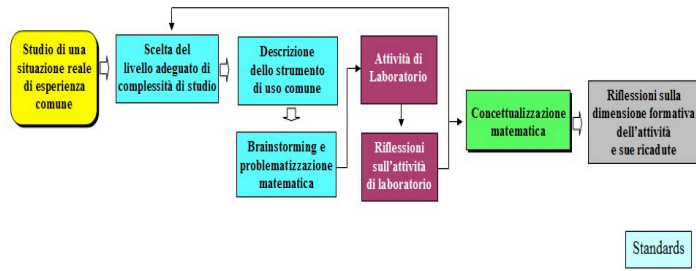 Studio di una
situazione reale
di esperienza
comune
Scelta del
livello adeguato di
complessità di studio
Descrizione
dello strumento
di uso comune
Brainstorming e
problematizzazione
matematica
Attività di
Laboratorio
Riflessioni
sull'attività
di laboratorio
Concettualizzazione
matematica
Riflessioni sulla
dimensione formativa
dell'attività
e sue ricadute
Standards